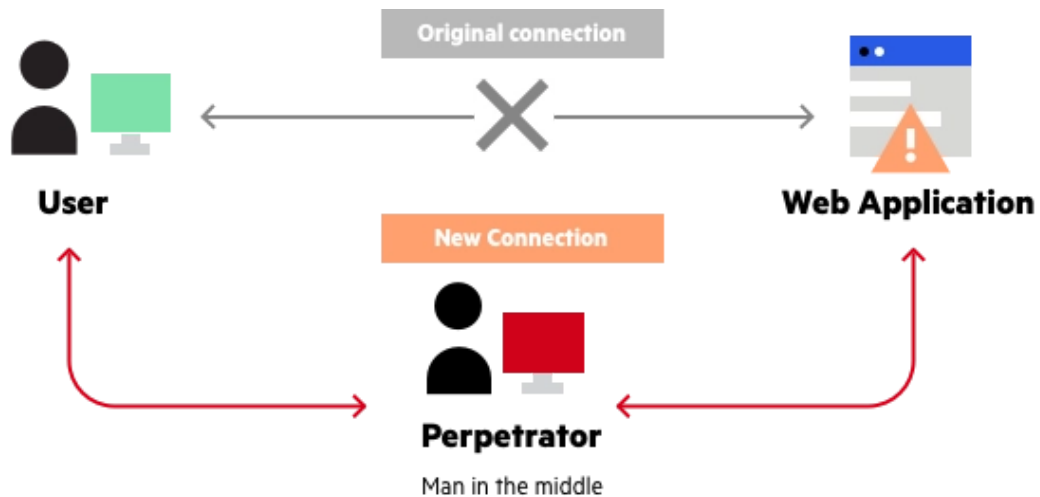 Original connection
User
Web Application
New Connection
Perpetrator
Man in the middle